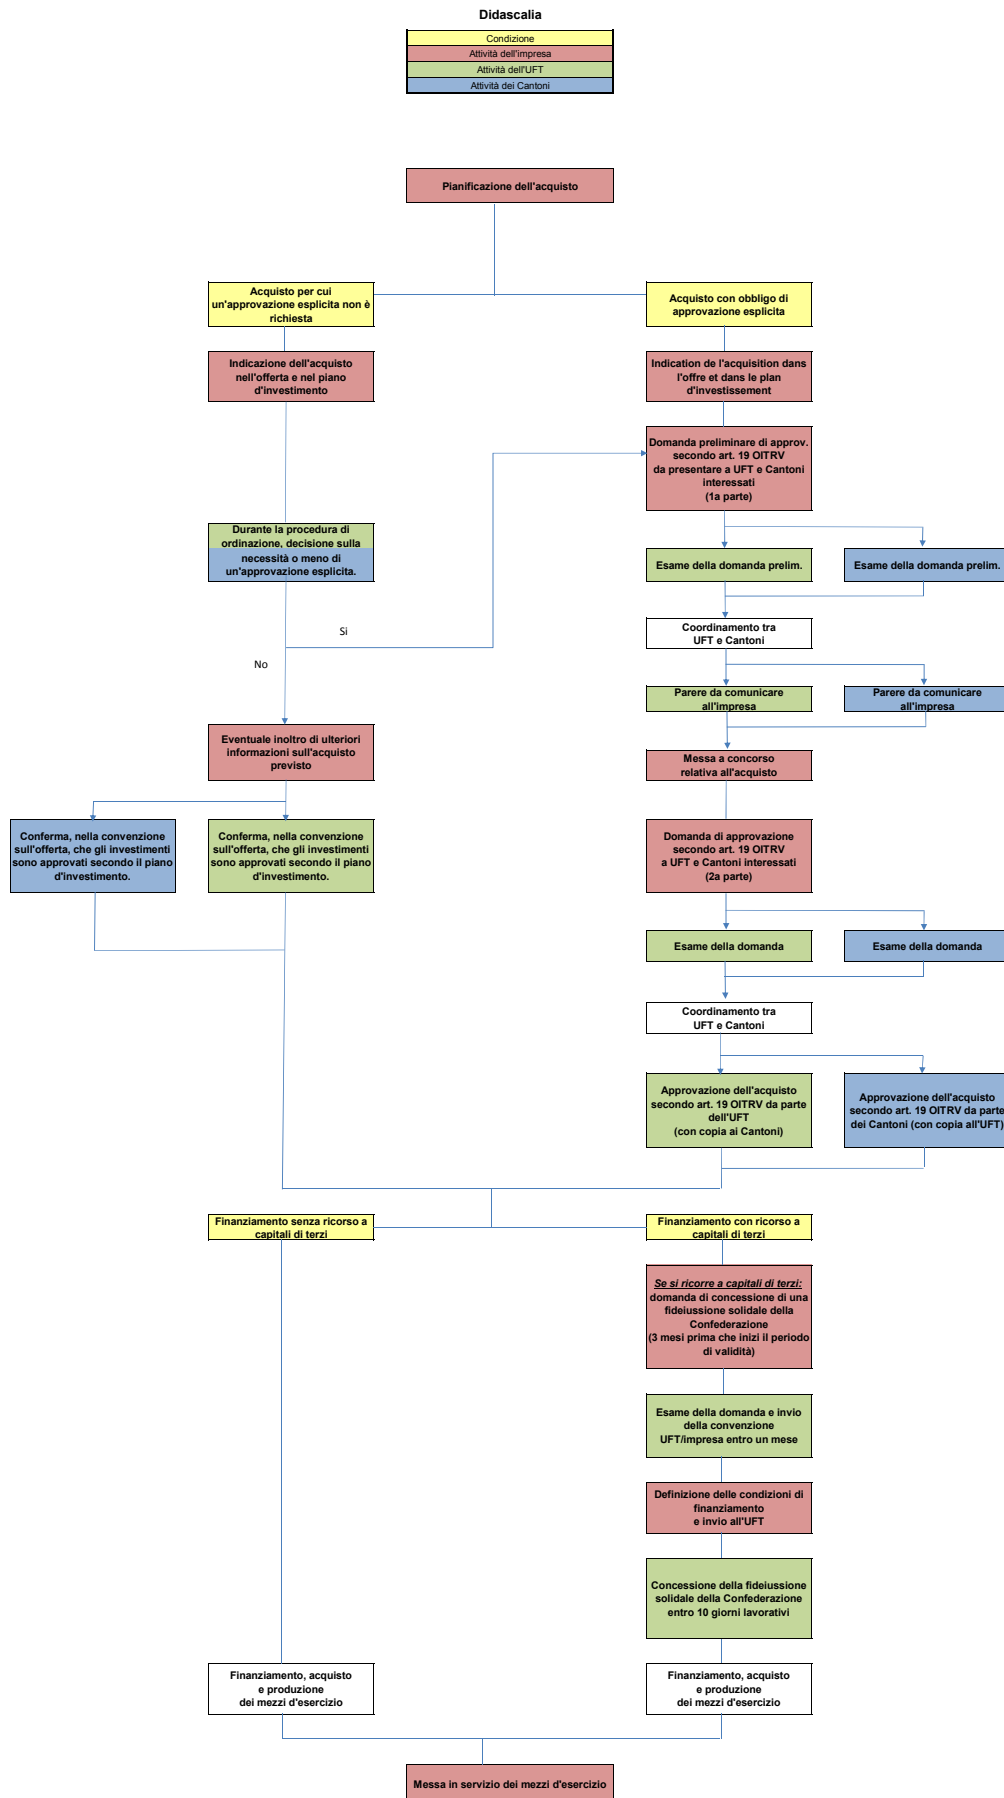 Didascalia
Condizione
Attività dell'impresa
Attività dell'UFT
Attività dei Cantoni
Pianificazione dell'acquisto
Acquisto per cui
un'approvazione esplicita non è
richiesta
Acquisto con obbligo di
approvazione esplicita
Indicazione dell'acquisto
nell'offerta e nel piano
d'investimento
Indication de l'acquisition dans
l'offre et dans le plan
d'investissement
Domanda preliminare di approv.
secondo art. 19 OITRV
da presentare a UFT e Cantoni
interessati
(1a parte)
Durante la procedura di
ordinazione, decisione sulla
necessità o meno di
un'approvazione esplicita.
Esame della domanda prelim.
Esame della domanda prelim.
Coordinamento tra
UFT e Cantoni
Si
No
Parere da comunicare
all'impresa
Parere da comunicare
all'impresa
Eventuale inoltro di ulteriori
informazioni sull'acquisto
previsto
Messa a concorso
relativa all'acquisto
Conferma, nella convenzione
sull'offerta, che gli investimenti
sono approvati secondo il piano
d'investimento.
Conferma, nella convenzione
sull'offerta, che gli investimenti
sono approvati secondo il piano
d'investimento.
Domanda di approvazione
secondo art. 19 OITRV
a UFT e Cantoni interessati
(2a parte)
Esame della domanda
Esame della domanda
Coordinamento tra
UFT e Cantoni
Approvazione dell'acquisto
secondo art. 19 OITRV da parte
dell'UFT
(con copia ai Cantoni)
Approvazione dell'acquisto
secondo art. 19 OITRV da parte
dei Cantoni (con copia all'UFT)
Finanziamento senza ricorso a
capitali di terzi
Finanziamento con ricorso a
capitali di terzi
Se si ricorre a capitali di terzi:
domanda di concessione di una
fideiussione solidale della
Confederazione
(3 mesi prima che inizi il periodo
di validità)
Esame della domanda e invio
della convenzione
UFT/impresa entro un mese
Definizione delle condizioni di
finanziamento
e invio all'UFT
Concessione della fideiussione
solidale della Confederazione
entro 10 giorni lavorativi
Finanziamento, acquisto
e produzione
dei mezzi d'esercizio
Finanziamento, acquisto
e produzione
dei mezzi d'esercizio
Messa in servizio dei mezzi d'esercizio